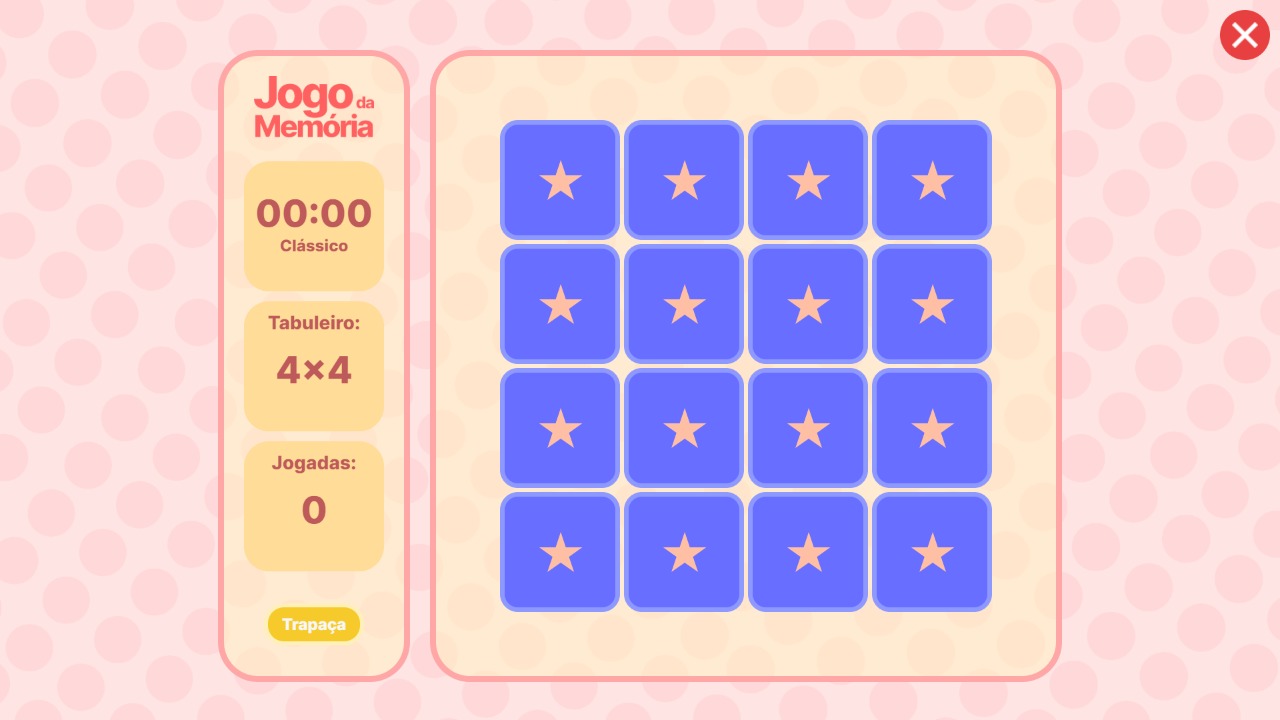 Jogo da
Memória
00:00
Clássico
Tabuleiro:
4×4
Jogadas:
0
Trapaça